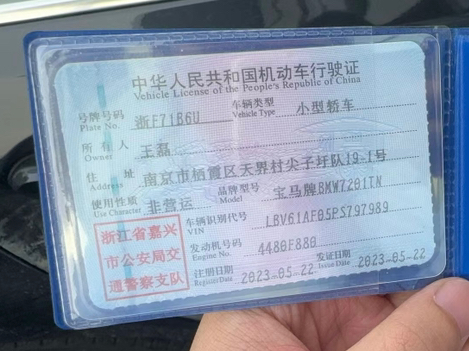 中华人民共和国机动车行驶证
Vehicle License of the People's Republic of China
号牌号码 浙F71B6U 车辆类型 小型轿车
Plate No. Vehicle Type
所有人 王磊
Owner
住址 南京市栖霞区天界村尖子圩队19-1号
Address
使用性质 非营运 品牌型号 宝马牌BMW7201TN
Use Character Model
车辆识别代号 LBV61AF05PS797989
VIN
发动机号码 4480F880
Engine No.
注册日期 2023-05-22 发证日期 2023-05-22
Register Date Issue Date
浙江省嘉兴
市公安局交
通警察支队